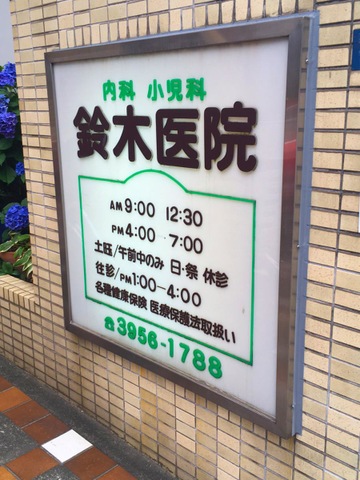 内科 小児科
鈴木医院
AM 9:00 12:30
PM 4:00 7:00
土曜/午前中のみ 日・祭 休診
往診/PM1:00-4:00
各種健康保険 医療保護法取扱い
☎3956-1788